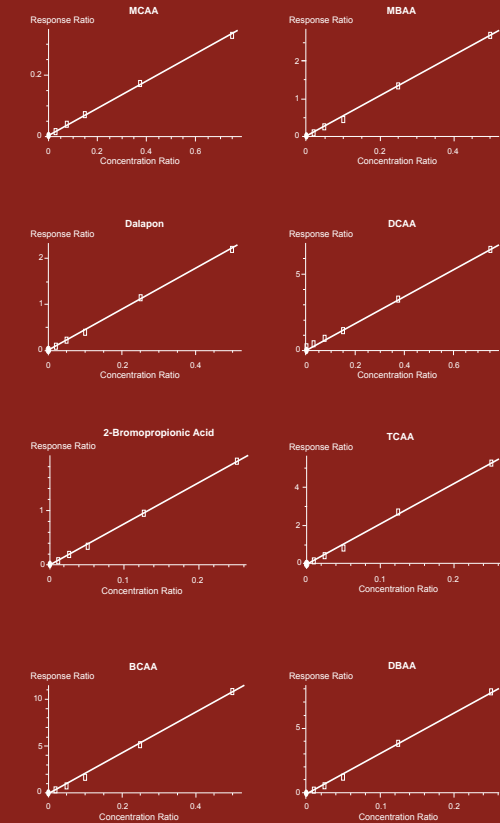 MCAA
Response Ratio
0.2
0
0 0.2 0.4 0.6
Concentration Ratio
MBAA
Response Ratio
2
1
0
0 0.2 0.4
Concentration Ratio
Dalapon
Response Ratio
2
1
0
0 0.2 0.4
Concentration Ratio
DCAA
Response Ratio
5
0
0 0.2 0.4 0.6
Concentration Ratio
2-Bromopropionic Acid
Response Ratio
1
0
0 0.1 0.2
Concentration Ratio
TCAA
Response Ratio
4
2
0
0 0.1 0.2
Concentration Ratio
BCAA
Response Ratio
10
5
0
0 0.2 0.4
Concentration Ratio
DBAA
Response Ratio
5
0
0 0.1 0.2
Concentration Ratio